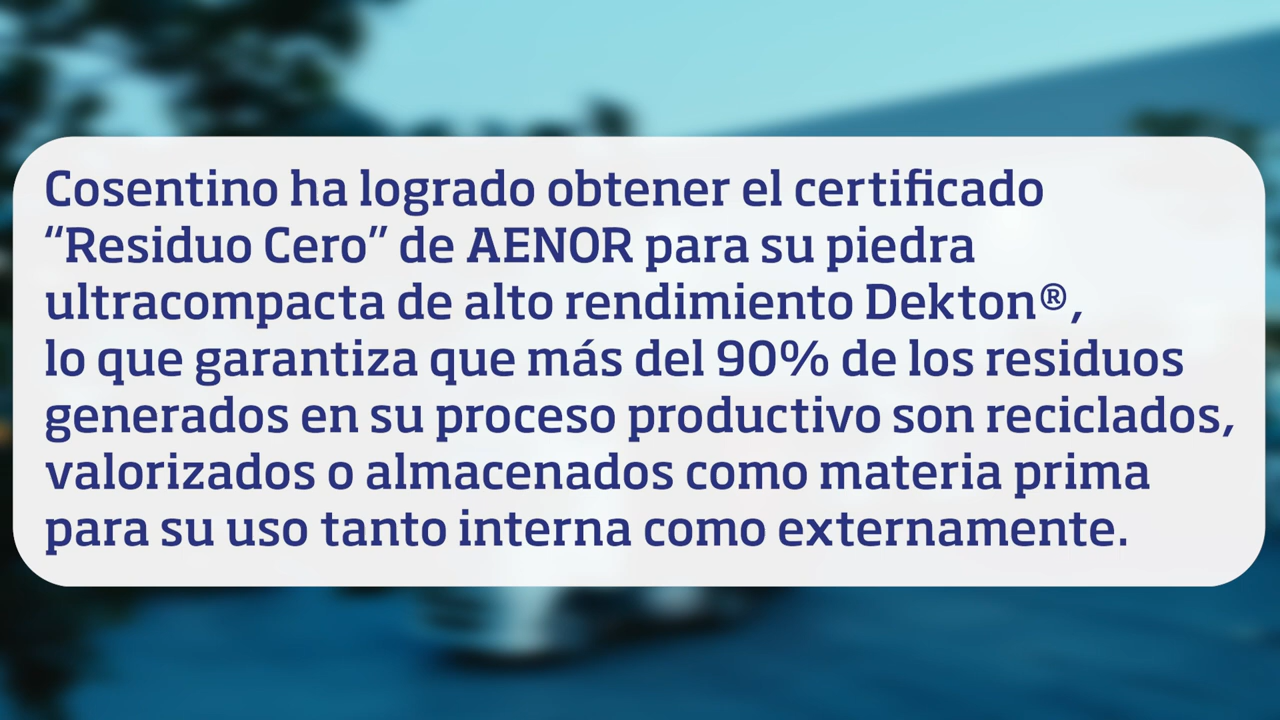 Cosentino ha logrado obtener el certificado
“Residuo Cero” de AENOR para su piedra
ultracompacta de alto rendimiento Dekton®,
lo que garantiza que más del 90% de los residuos
generados en su proceso productivo son reciclados,
valorizados o almacenados como materia prima
para su uso tanto interna como externamente.